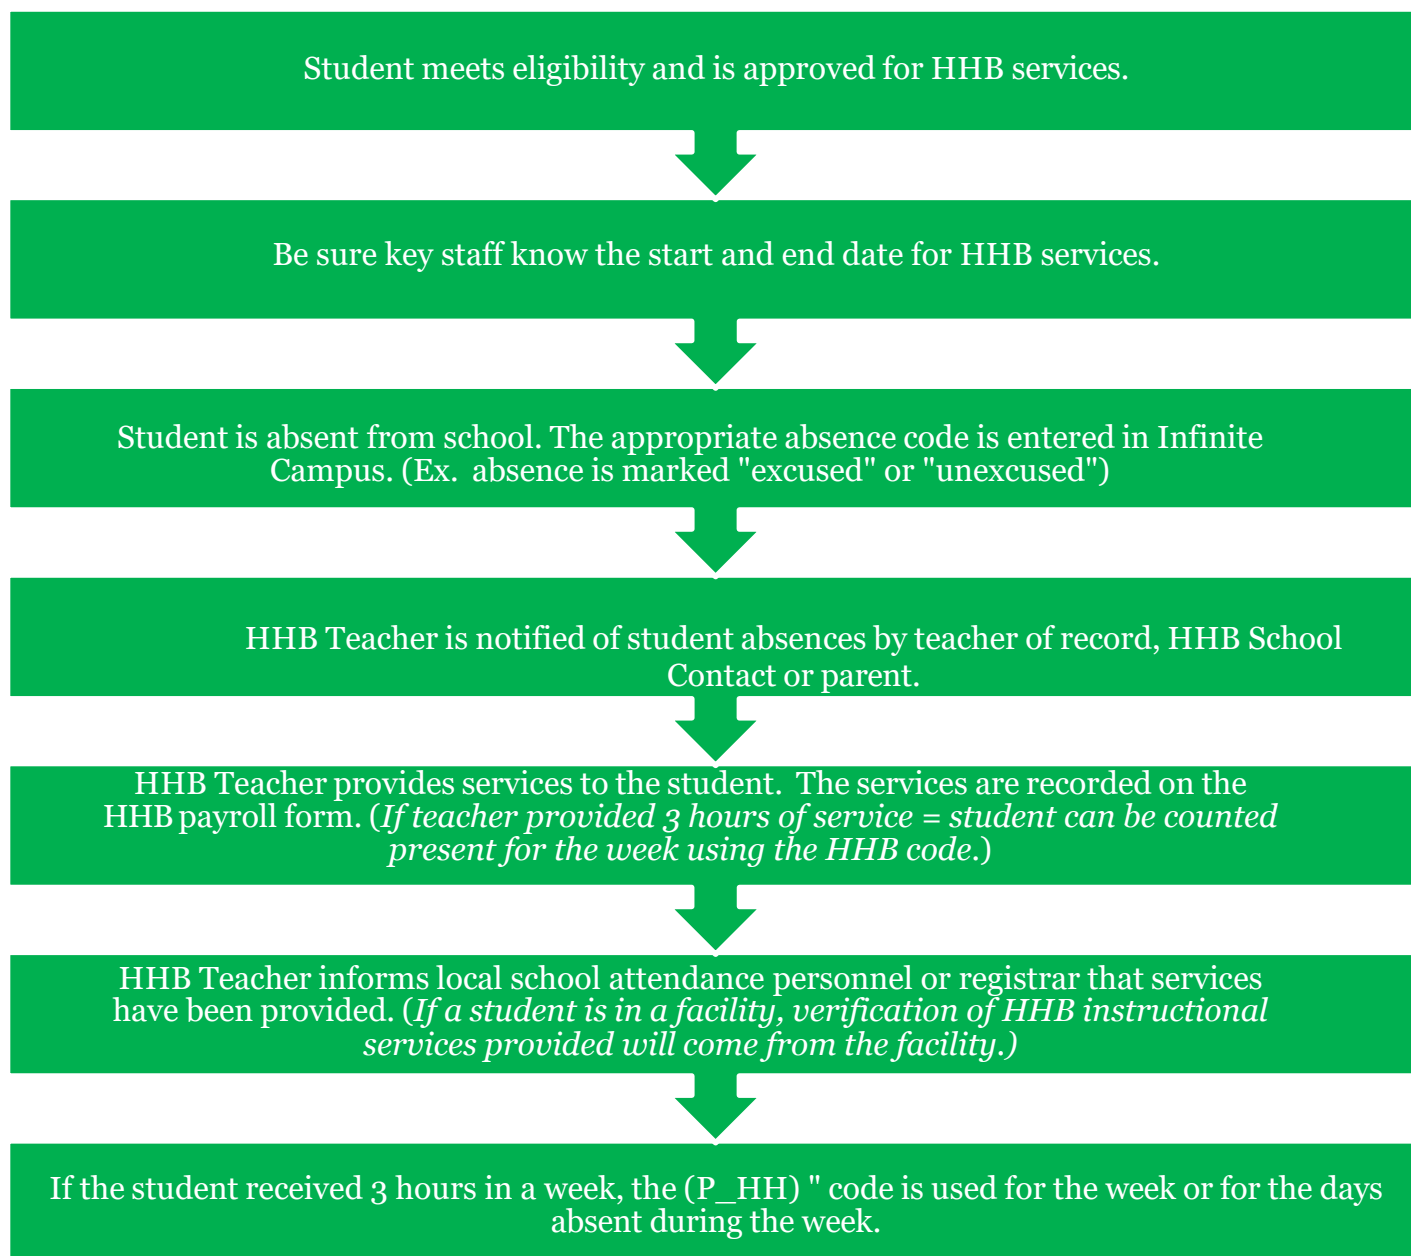 Student meets eligibility and is approved for HHB services.
Be sure key staff know the start and end date for HHB services.
Student is absent from school. The appropriate absence code is entered in Infinite
Campus. (Ex.  absence is marked "excused" or "unexcused")
HHB Teacher is notified of student absences by teacher of record, HHB School
Contact or parent.
HHB Teacher provides services to the student.  The services are recorded on the
HHB payroll form. (If teacher provided 3 hours of service = student can be counted
present for the week using the HHB code.)
HHB Teacher informs local school attendance personnel or registrar that services
have been provided. (If a student is in a facility, verification of HHB instructional
services provided will come from the facility.)
If the student received 3 hours in a week, the (P_HH) " code is used for the week or for the days
absent during the week.